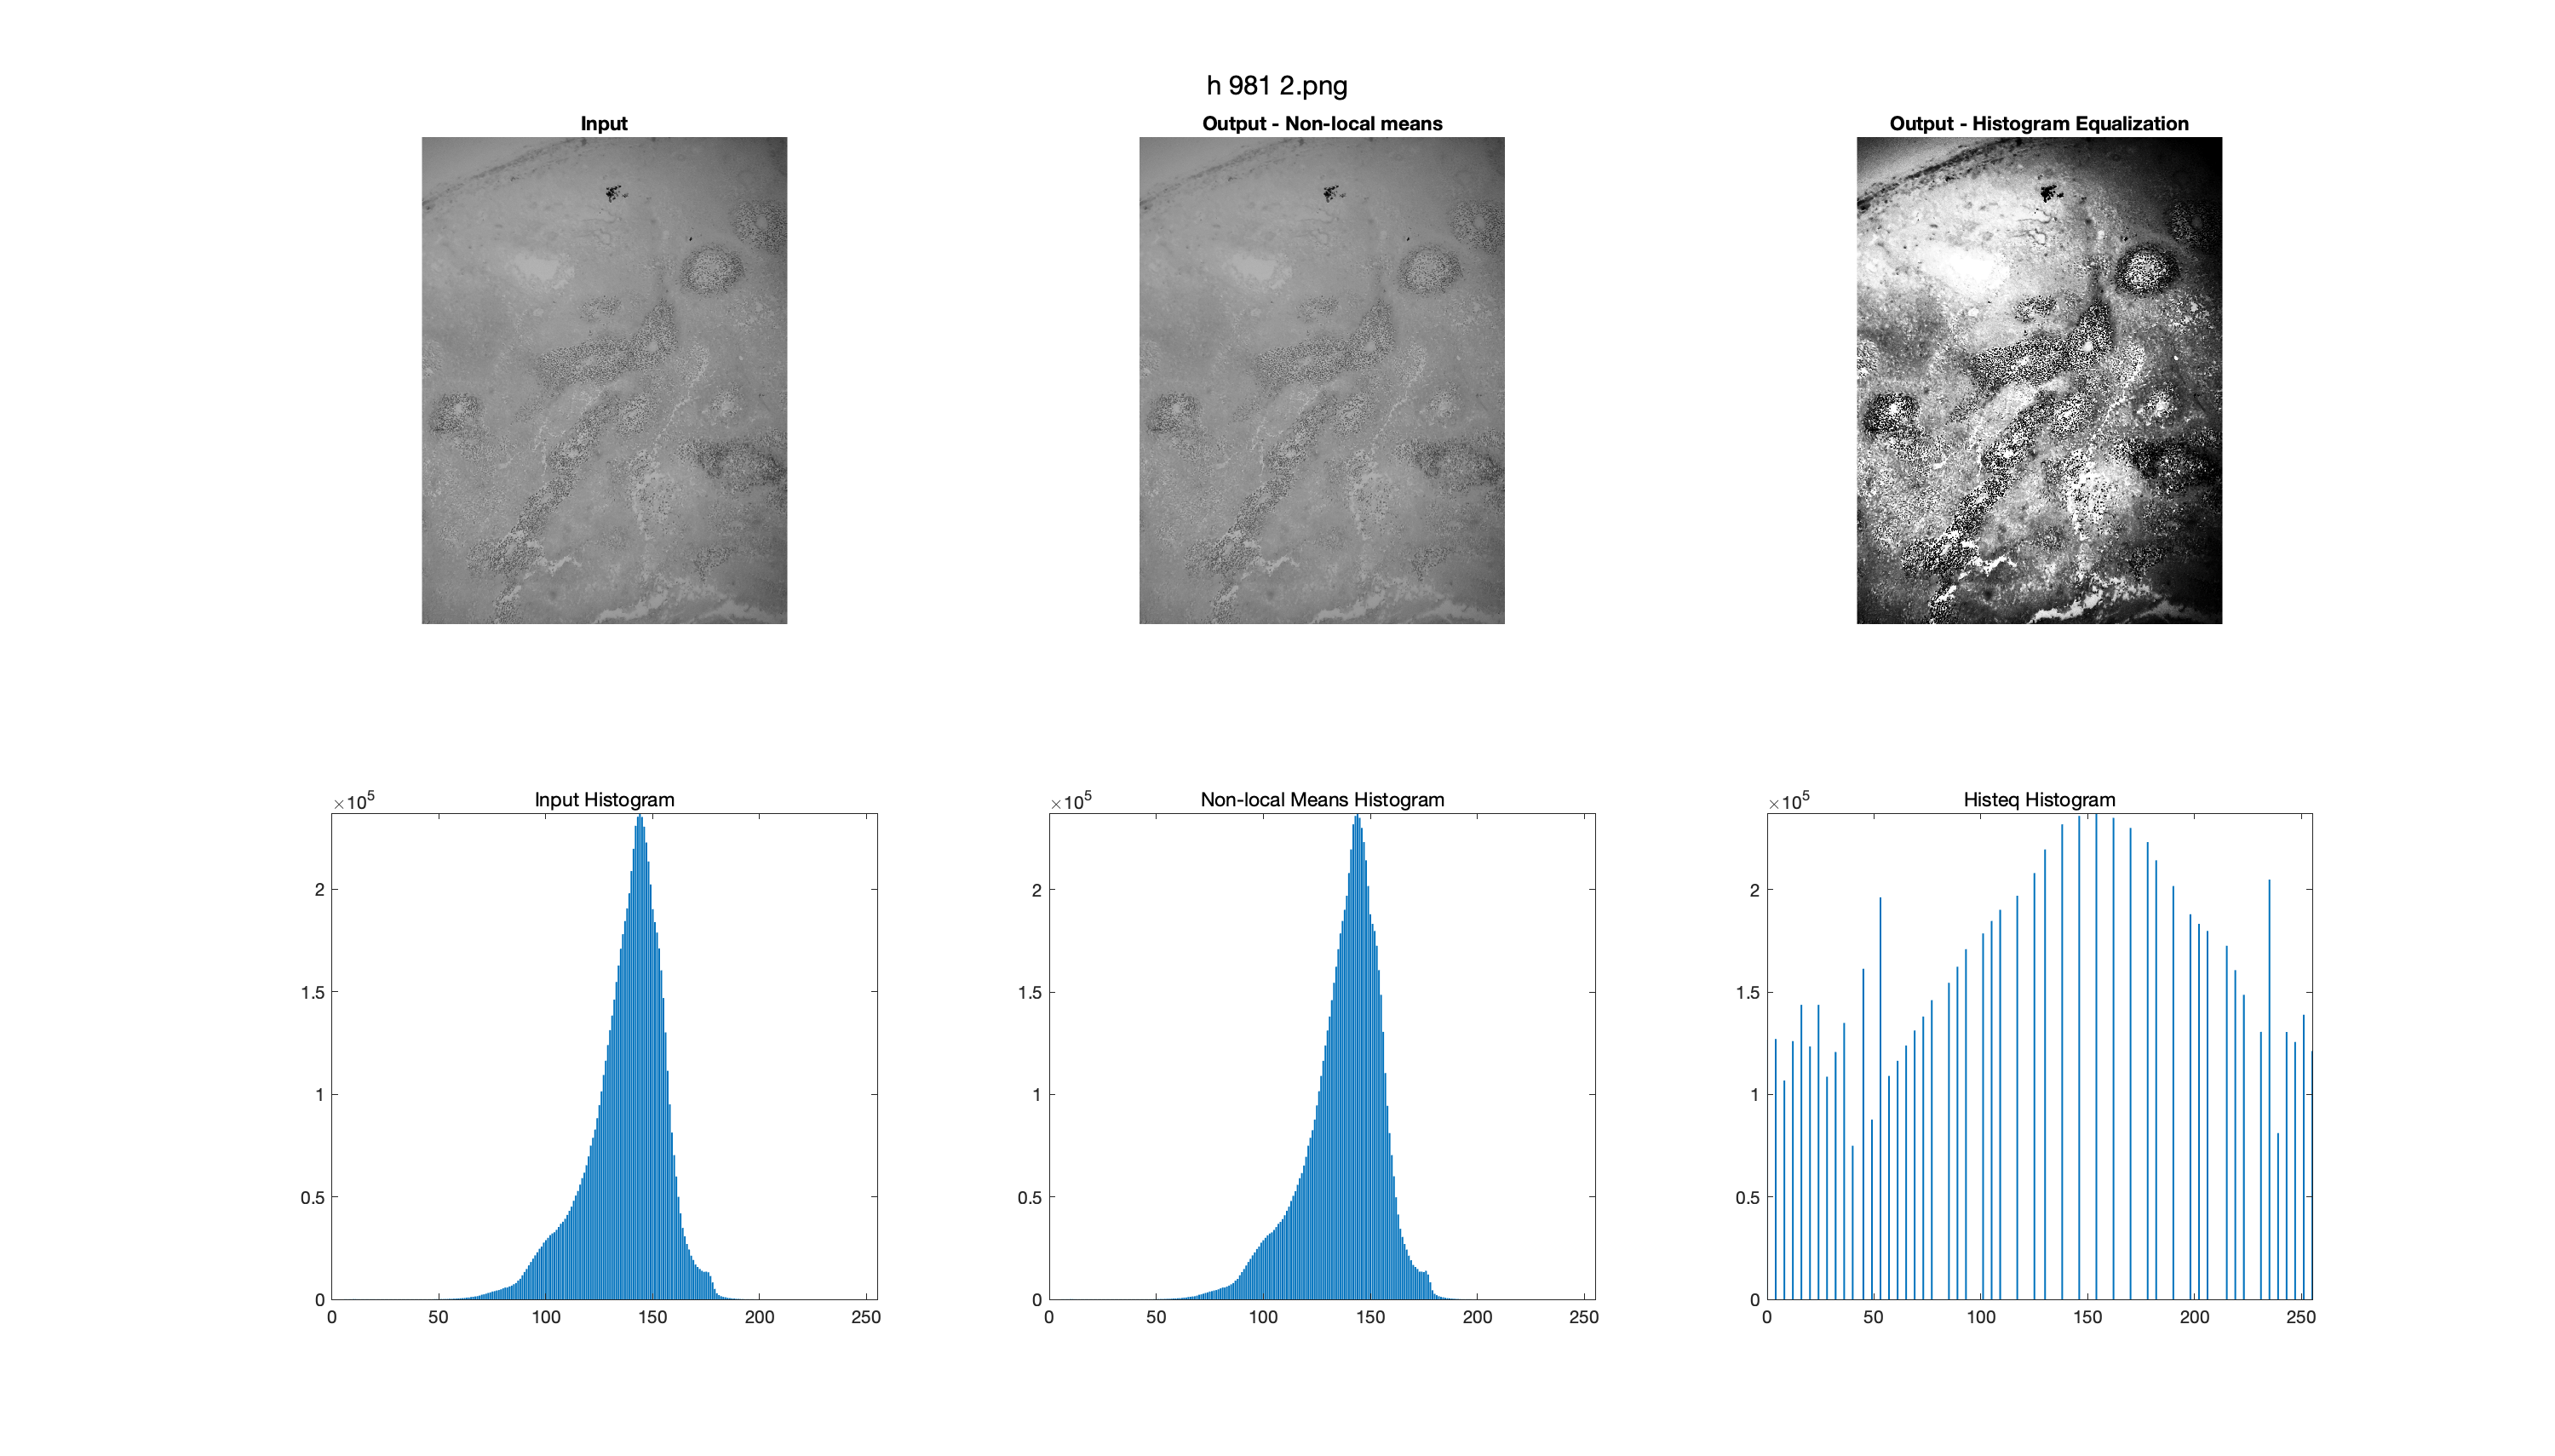 h 981 2.png
Input
Output - Non-local means
Output - Histogram Equalization
×10^5
Input Histogram
2
1.5
1
0.5
0
0 50 100 150 200 250
×10^5
Non-local Means Histogram
2
1.5
1
0.5
0
0 50 100 150 200 250
×10^5
Histeq Histogram
2
1.5
1
0.5
0
0 50 100 150 200 250